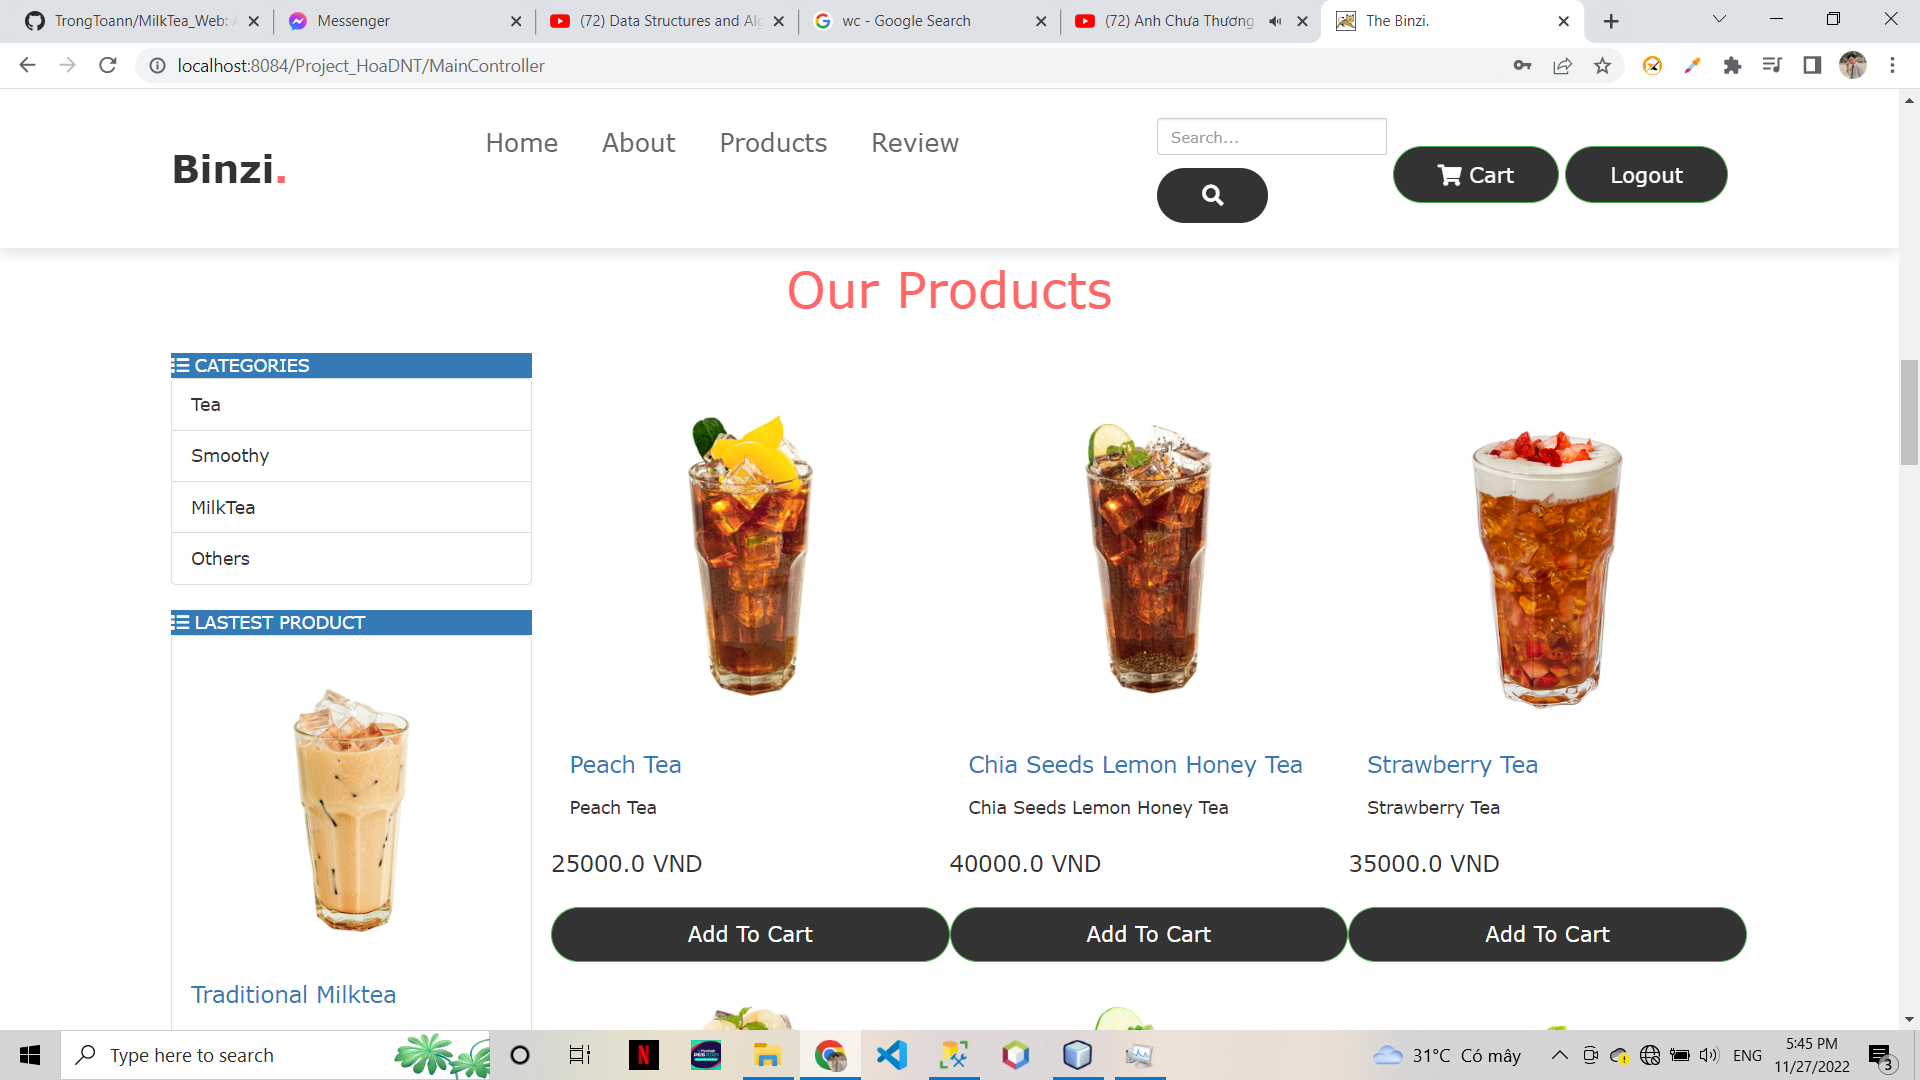 TrongToann/MilkTea_Web: A
Messenger
(72) Data Structures and Alg
wc - Google Search
(72) Anh Chưa Thương
The Binzi.
localhost:8084/Project_HoaDNT/MainController
Binzi.
Home
About
Products
Review
Search...
Cart
Logout
Our Products
CATEGORIES
Tea
Smoothy
MilkTea
Others
LASTEST PRODUCT
Traditional Milktea
Peach Tea
Peach Tea
25000.0 VND
Add To Cart
Chia Seeds Lemon Honey Tea
Chia Seeds Lemon Honey Tea
40000.0 VND
Add To Cart
Strawberry Tea
Strawberry Tea
35000.0 VND
Add To Cart
Type here to search
31°C Có mây
ENG
5:45 PM
11/27/2022
3